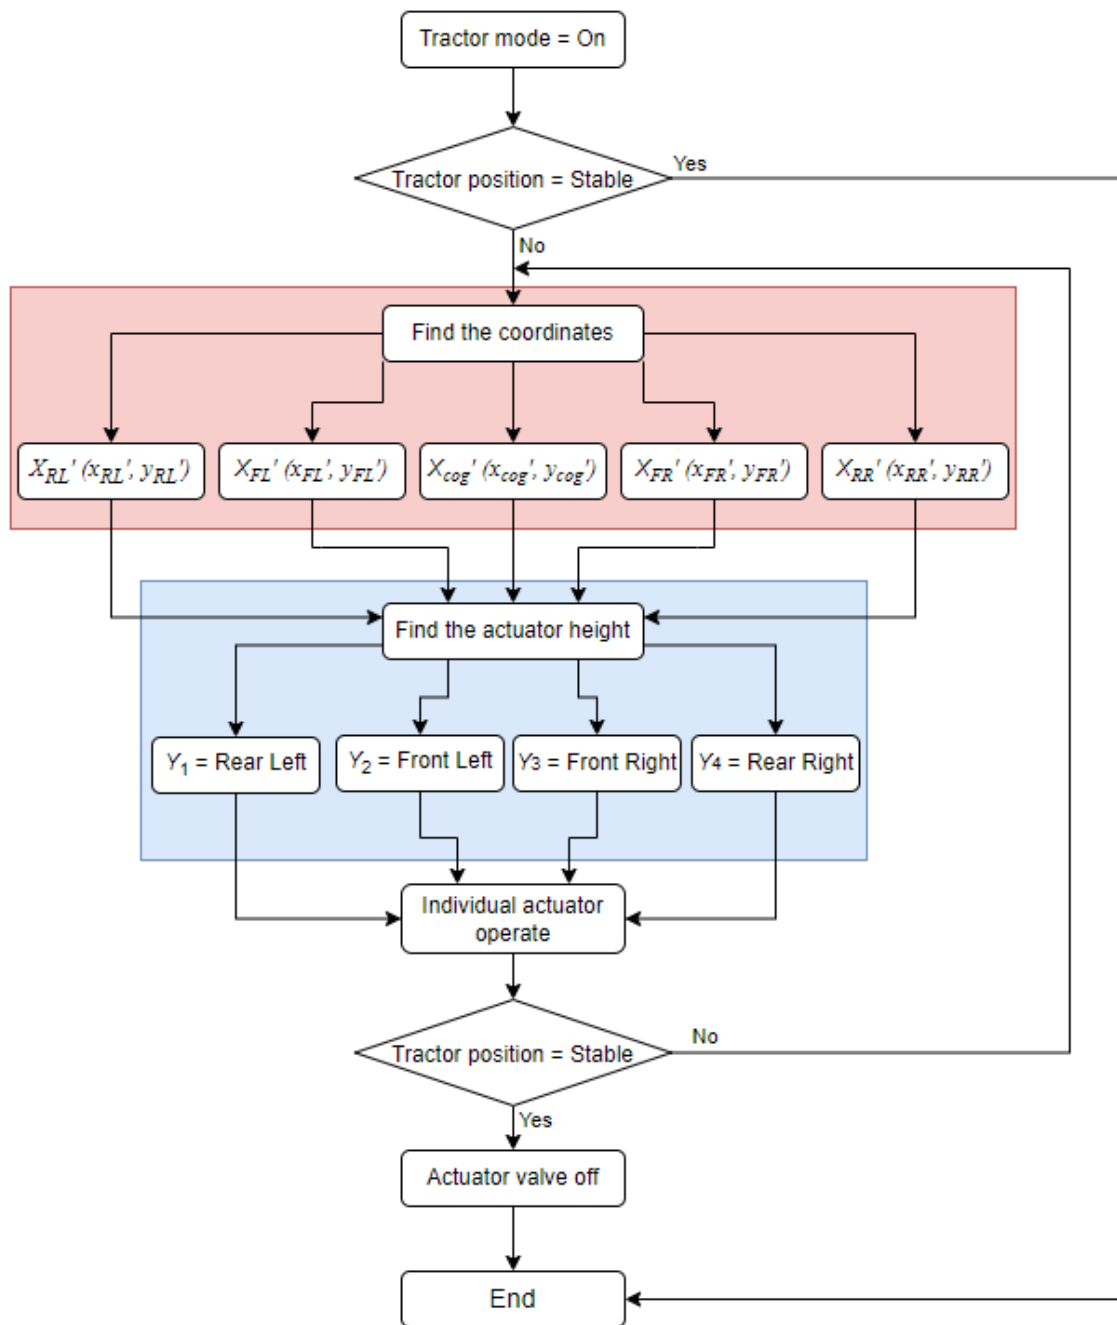 Tractor mode = On
Tractor position = Stable
Yes
No
Find the coordinates
X_RL' (x_RL', y_RL')
X_FL' (x_FL', y_FL')
X_cog' (x_cog', y_cog')
X_FR' (x_FR', y_FR')
X_RR' (x_RR', y_RR')
Find the actuator height
Y_1 = Rear Left
Y_2 = Front Left
Y3 = Front Right
Y4 = Rear Right
Individual actuator
operate
Tractor position = Stable
No
Yes
Actuator valve off
End